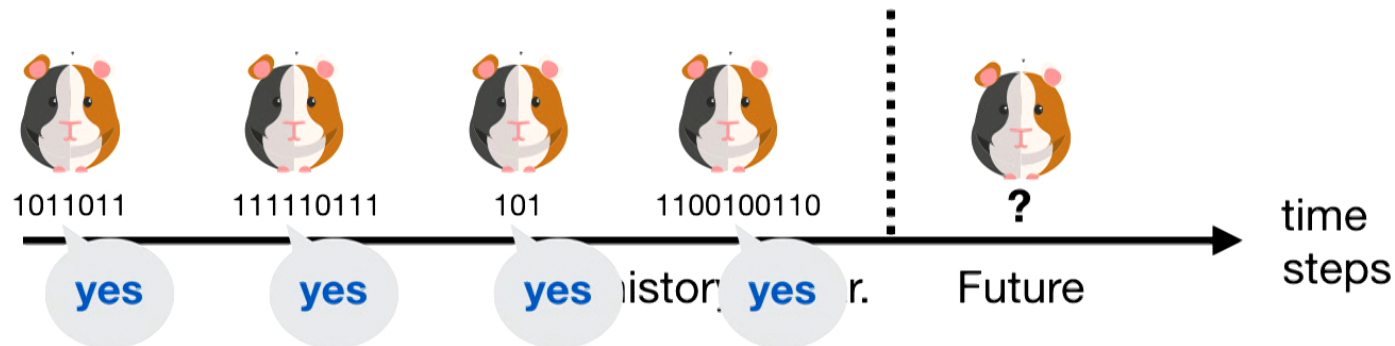 1011011 111110111 101 1100100110 ?
time
steps
yes yes yes yes Future